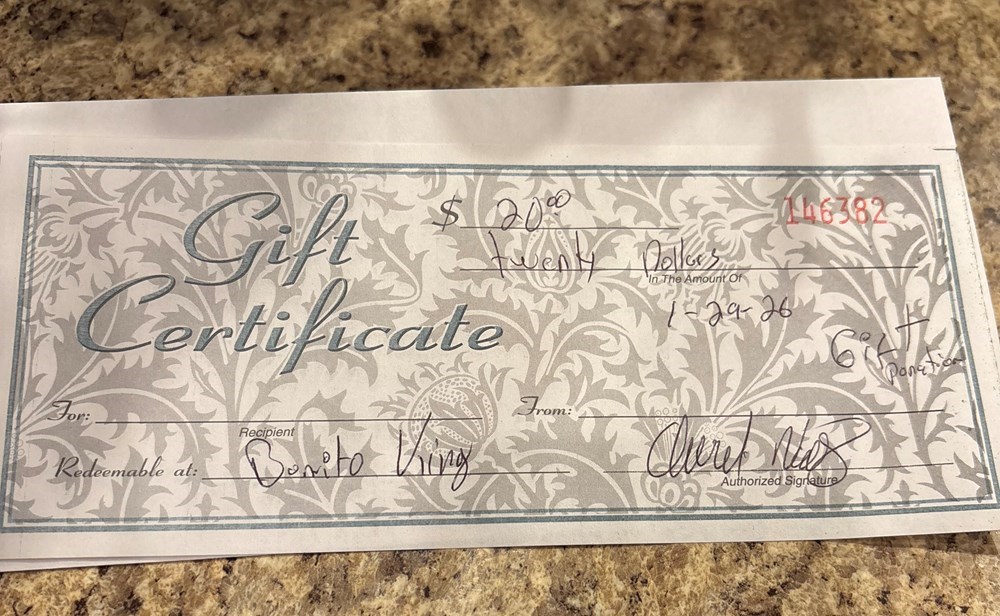 Gift
Certificate
$ 20.00
146382
twenty Dollars
In The Amount Of
1-29-26
Gift
Donation
For:
From:
Recipient
Redeemable at: Bonito King
Authorized Signature